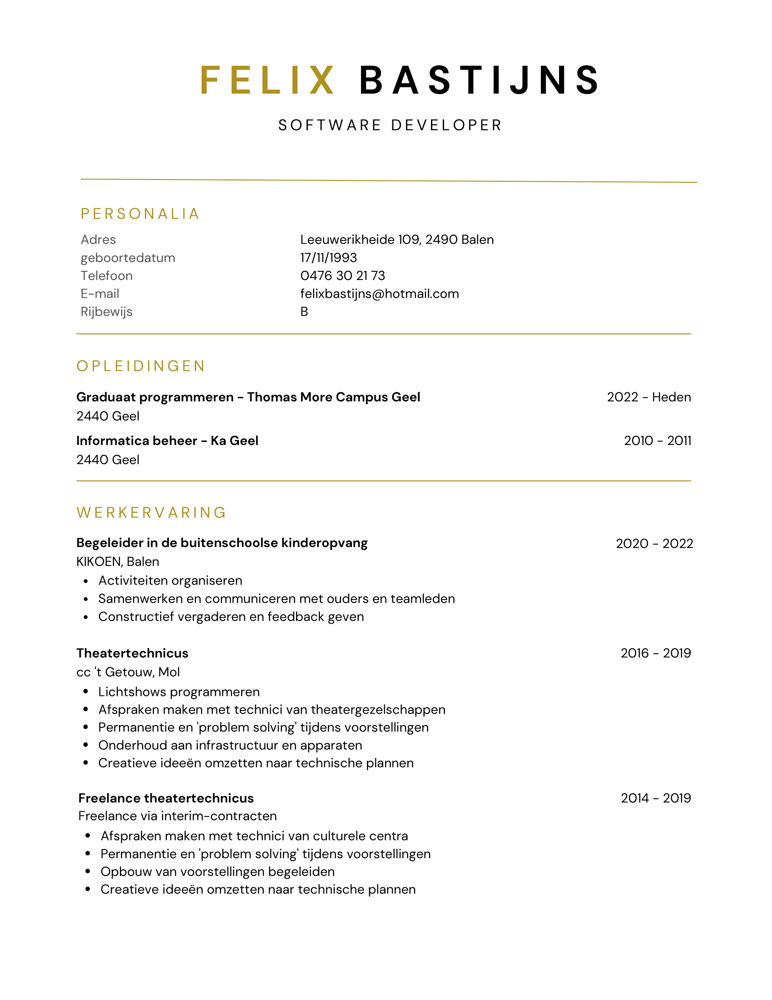 FELIX BASTIJNS
SOFTWARE DEVELOPER
PERSONALIA
Adres Leeuwerikheide 109, 2490 Balen
geboortedatum 17/11/1993
Telefoon 0476 30 21 73
E-mail felixbastijns@hotmail.com
Rijbewijs B
OPLEIDINGEN
Graduaat programmeren - Thomas More Campus Geel 2022 - Heden
2440 Geel
Informatica beheer - Ka Geel 2010 - 2011
2440 Geel
WERKERVARING
Begeleider in de buitenschoolse kinderopvang 2020 - 2022
KIKOEN, Balen
• Activiteiten organiseren
• Samenwerken en communiceren met ouders en teamleden
• Constructief vergaderen en feedback geven
Theatertechnicus 2016 - 2019
cc 't Getouw, Mol
• Lichtshows programmeren
• Afspraken maken met technici van theatergezelschappen
• Permanentie en 'problem solving' tijdens voorstellingen
• Onderhoud aan infrastructuur en apparaten
• Creatieve ideeën omzetten naar technische plannen
Freelance theatertechnicus 2014 - 2019
Freelance via interim-contracten
• Afspraken maken met technici van culturele centra
• Permanentie en 'problem solving' tijdens voorstellingen
• Opbouw van voorstellingen begeleiden
• Creatieve ideeën omzetten naar technische plannen